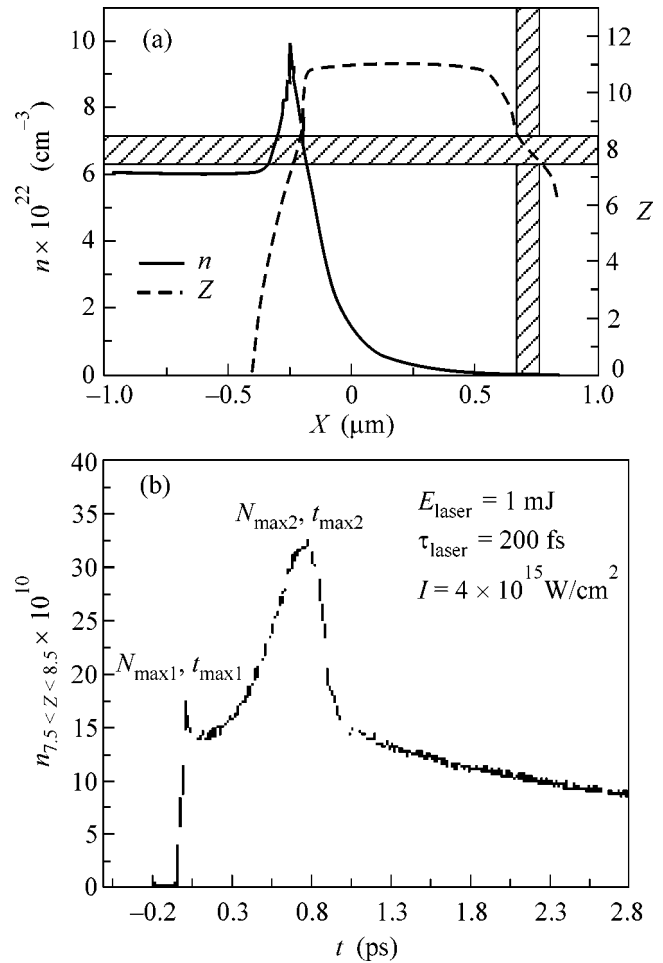 (a)
n × 10^22 (cm^−3)
10
8
6
4
2
0
12
10
8
6
4
2
0
Z
n
Z
−1.0 −0.5 0 0.5 1.0
X (μm)
(b)
n_7.5 < Z < 8.5 × 10^10
40
35
30
25
20
15
10
5
0
N_max2, t_max2
N_max1, t_max1
E_laser = 1 mJ
τ_laser = 200 fs
I = 4 × 10^15 W/cm^2
−0.2 0.3 0.8 1.3 1.8 2.3 2.8
t (ps)